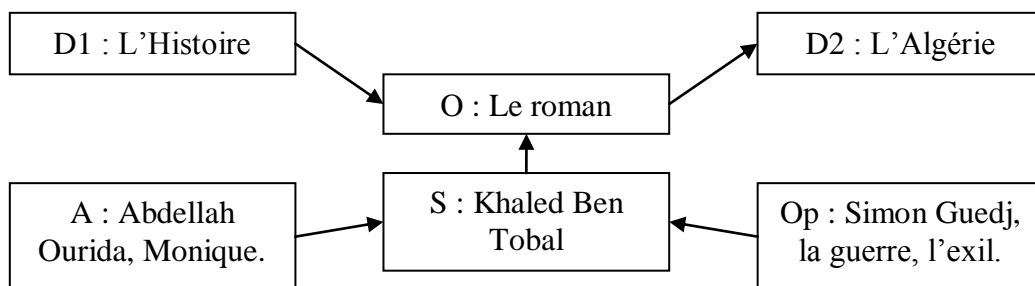 D1 : L’Histoire
D2 : L’Algérie
O : Le roman
A : Abdellah
Ourida, Monique.
S : Khaled Ben
Tobal
Op : Simon Guedj,
la guerre, l’exil.